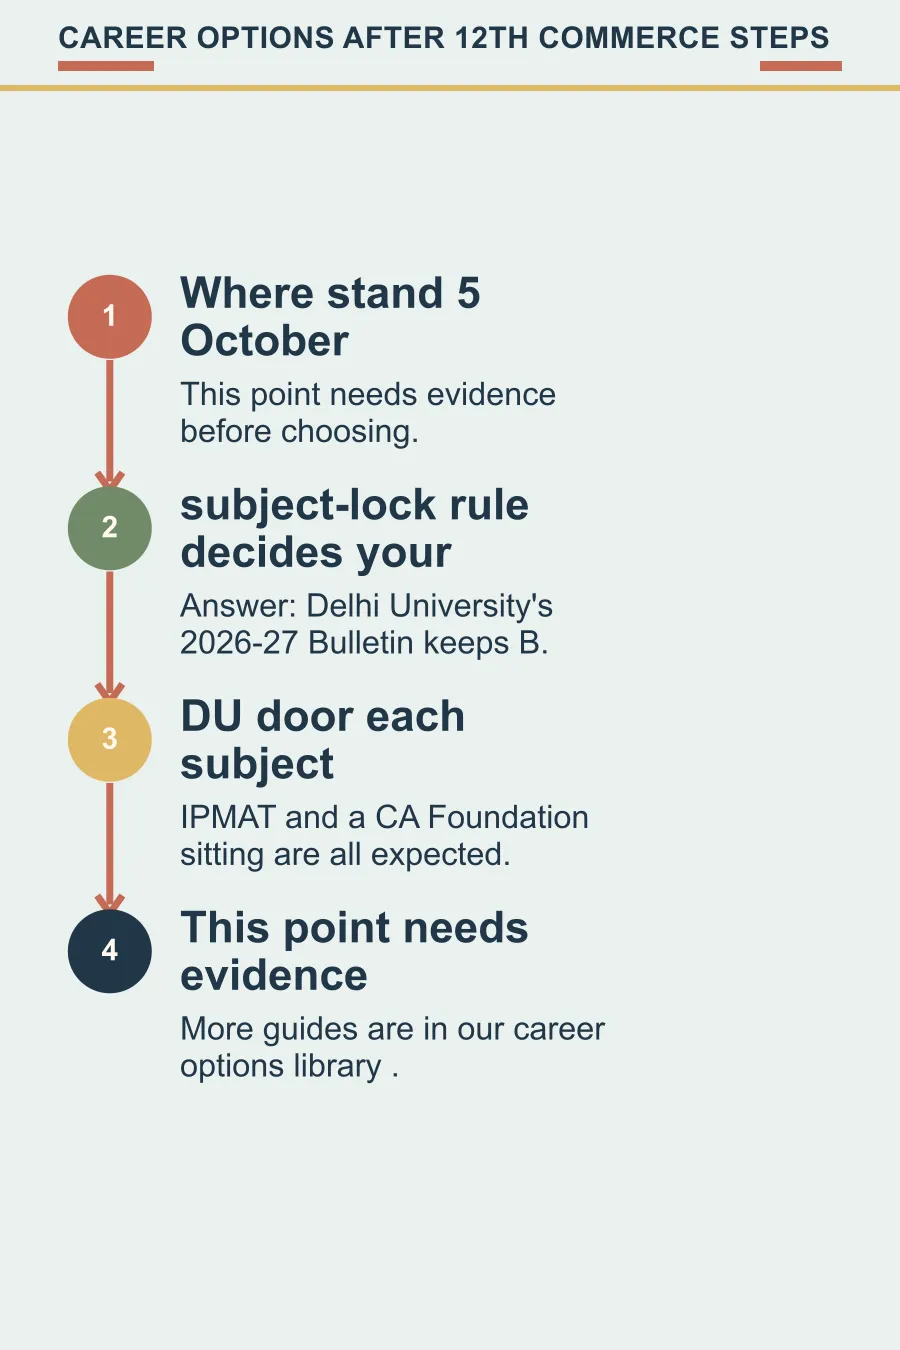 CAREER OPTIONS AFTER 12TH COMMERCE STEPS
1
Where stand 5
October
This point needs evidence
before choosing.
2
subject-lock rule
decides your
Answer: Delhi University's
2026-27 Bulletin keeps B.
3
DU door each
subject
IPMAT and a CA Foundation
sitting are all expected.
4
This point needs
evidence
More guides are in our career
options library .